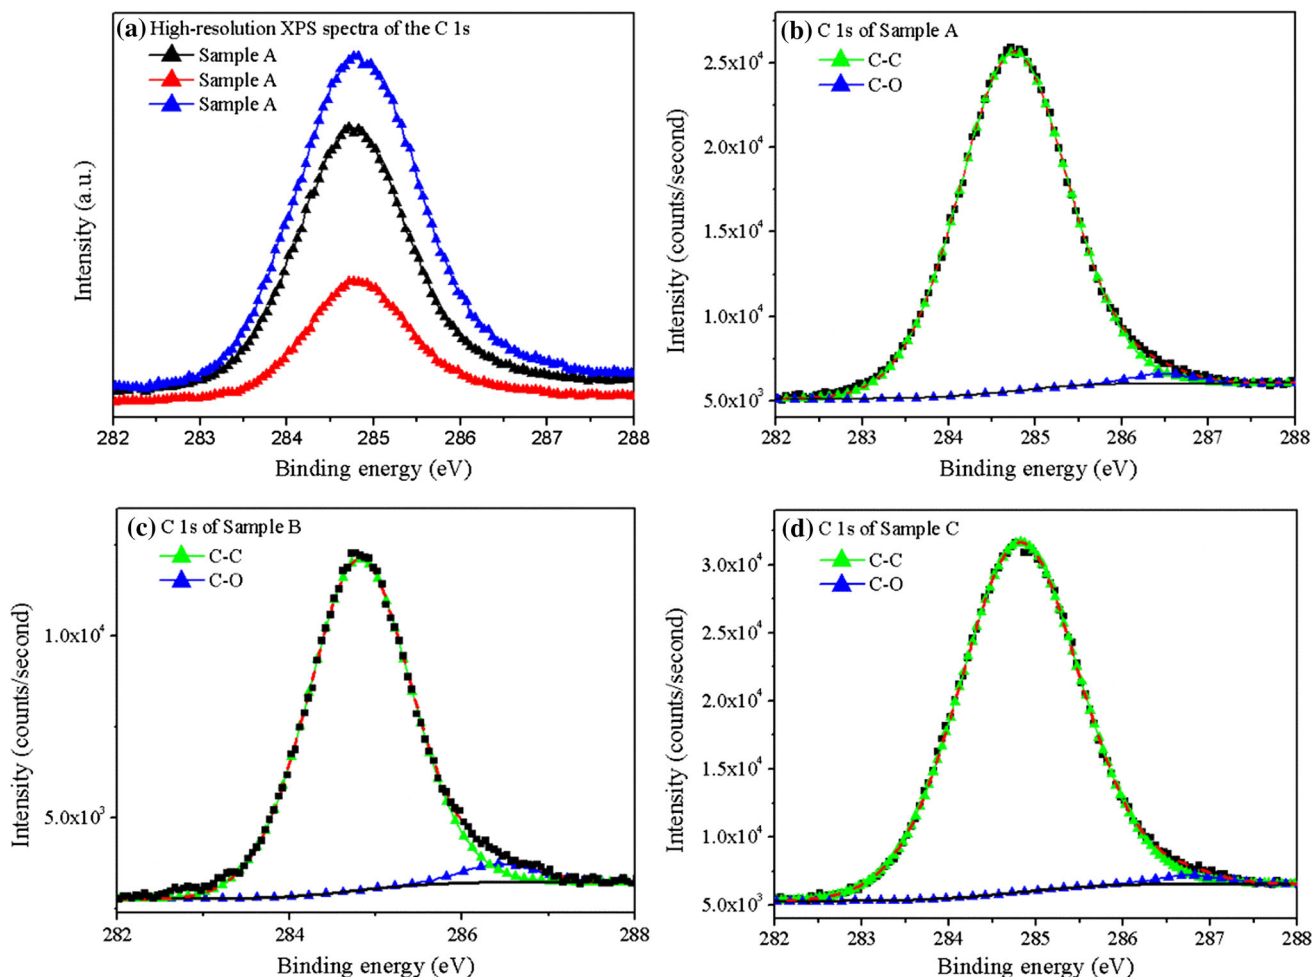 (a) High-resolution XPS spectra of the C 1s
Sample A
Sample A
Sample A
Intensity (a.u.)
282 283 284 285 286 287 288
Binding energy (eV)
(b) C 1s of Sample A
C-C
C-O
2.5x10⁴
2.0x10⁴
1.5x10⁴
1.0x10⁴
5.0x10³
Intensity (counts/second)
282 283 284 285 286 287 288
Binding energy (eV)
(c) C 1s of Sample B
C-C
C-O
1.0x10⁴
5.0x10³
Intensity (counts/second)
282 284 286 288
Binding energy (eV)
(d) C 1s of Sample C
C-C
C-O
3.0x10⁴
2.5x10⁴
2.0x10⁴
1.5x10⁴
1.0x10⁴
5.0x10³
Intensity (counts/second)
282 283 284 285 286 287 288
Binding energy (eV)